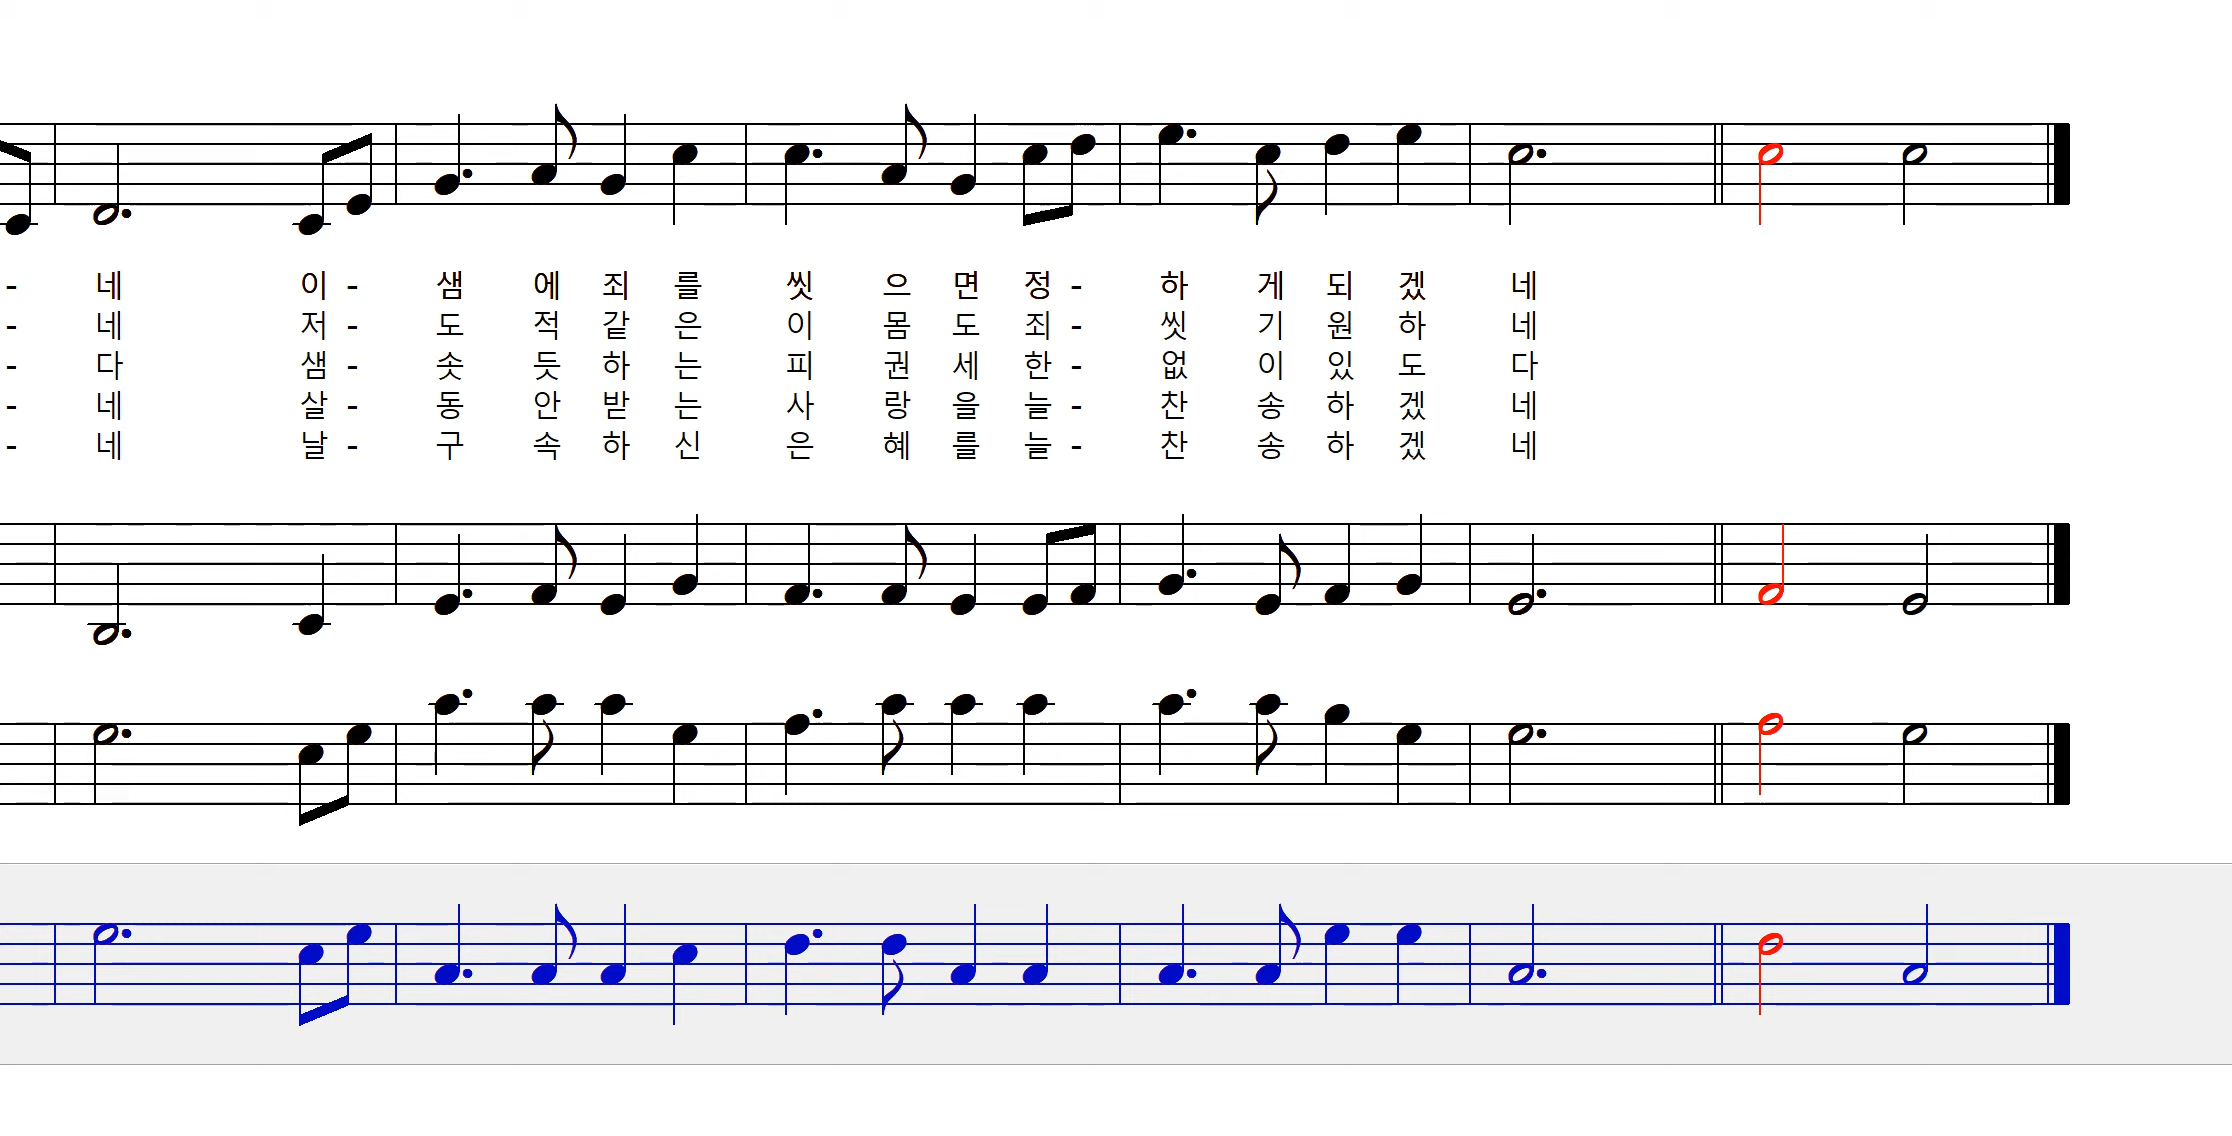 - 네 이 - 샘 에 죄 를 씻 으 면 정 - 하 게 되 겠 네
- 네 저 - 도 적 같 은 이 몸 도 죄 - 씻 기 원 하 네
- 다 샘 - 솟 듯 하 는 피 권 세 한 - 없 이 있 도 다
- 네 살 - 동 안 받 는 사 랑 을 늘 - 찬 송 하 겠 네
- 네 날 - 구 속 하 신 은 혜 를 늘 - 찬 송 하 겠 네